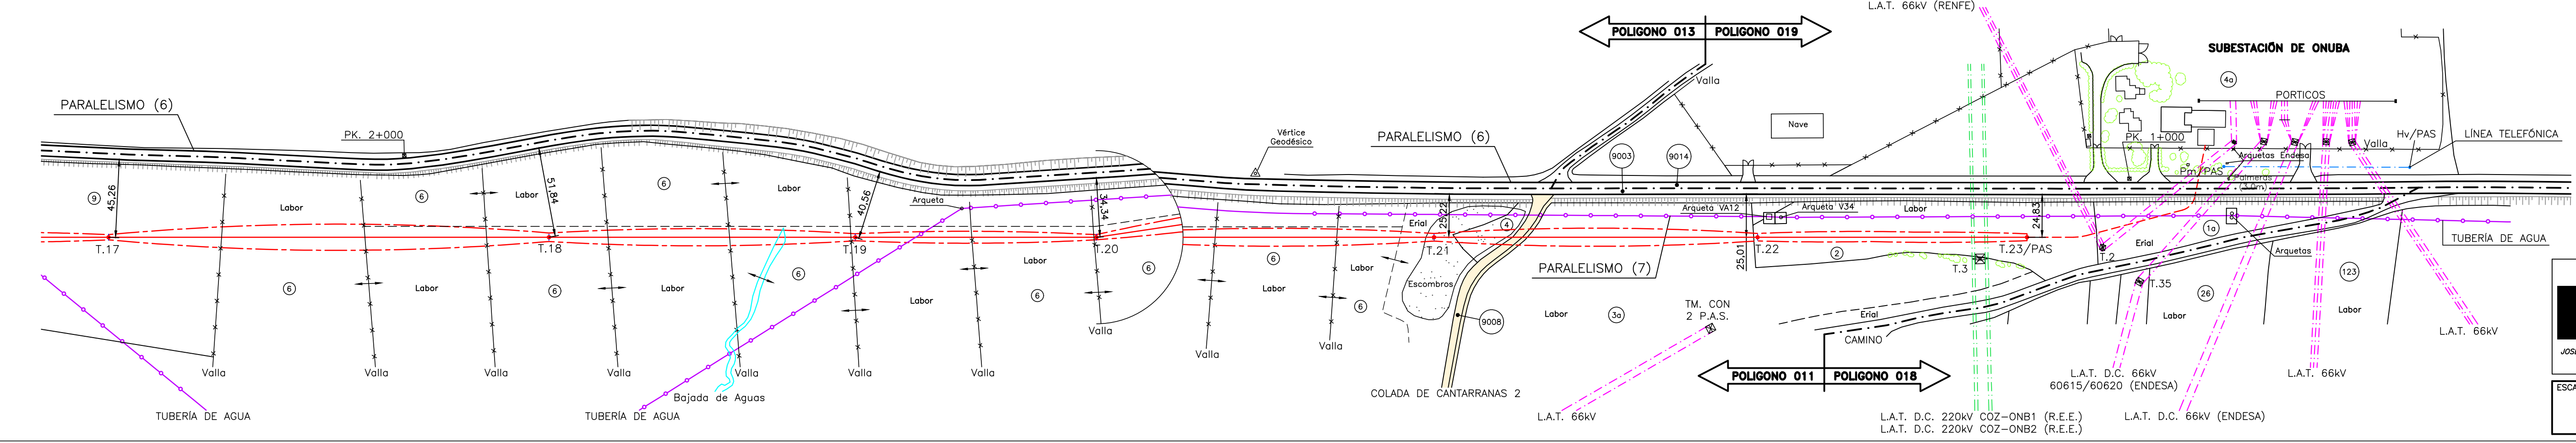 L.A.T. 66kV (RENFE)
POLIGONO 013
POLIGONO 019
SUBESTACIÓN DE ONUBA
Valla
4a
PORTICOS
PARALELISMO (6)
PK. 2+000
Vértice
Geodésico
PARALELISMO (6)
Nave
PK. 1+000
Hv/PAS
LÍNEA TELEFÓNICA
Valla
Arquetas Endesa
9003
9014
Pm/PAS
Palmeras
(3.0m)
9
45,26
Labor
6
Labor
51,84
6
Labor
40,56
Arqueta
34,34
25,22
Erial
4
Arqueta VA12
Arqueta V34
Labor
24,83
1a
TUBERÍA DE AGUA
T.17
T.18
T.19
T.20
T.21
T.22
T.23/PAS
T.2
Erial
Arquetas
25,01
2
T.3
PARALELISMO (7)
6
Labor
6
Labor
6
Labor
Labor
6
6
6
Labor
Labor
6
Escombros
T.35
26
123
TM. CON
2 P.A.S.
Labor
3a
9008
Erial
Labor
Labor
Valla
Valla
Valla
CAMINO
L.A.T. 66kV
Valla
Valla
Valla
Valla
Valla
Valla
Valla
POLIGONO 011
POLIGONO 018
L.A.T. D.C. 66kV
60615/60620 (ENDESA)
L.A.T. 66kV
JOSE
ESCA
Bajada de Aguas
COLADA DE CANTARRANAS 2
TUBERÍA DE AGUA
TUBERÍA DE AGUA
L.A.T. 66kV
L.A.T. D.C. 220kV COZ-ONB1 (R.E.E.)
L.A.T. D.C. 220kV COZ-ONB2 (R.E.E.)
L.A.T. D.C. 66kV (ENDESA)